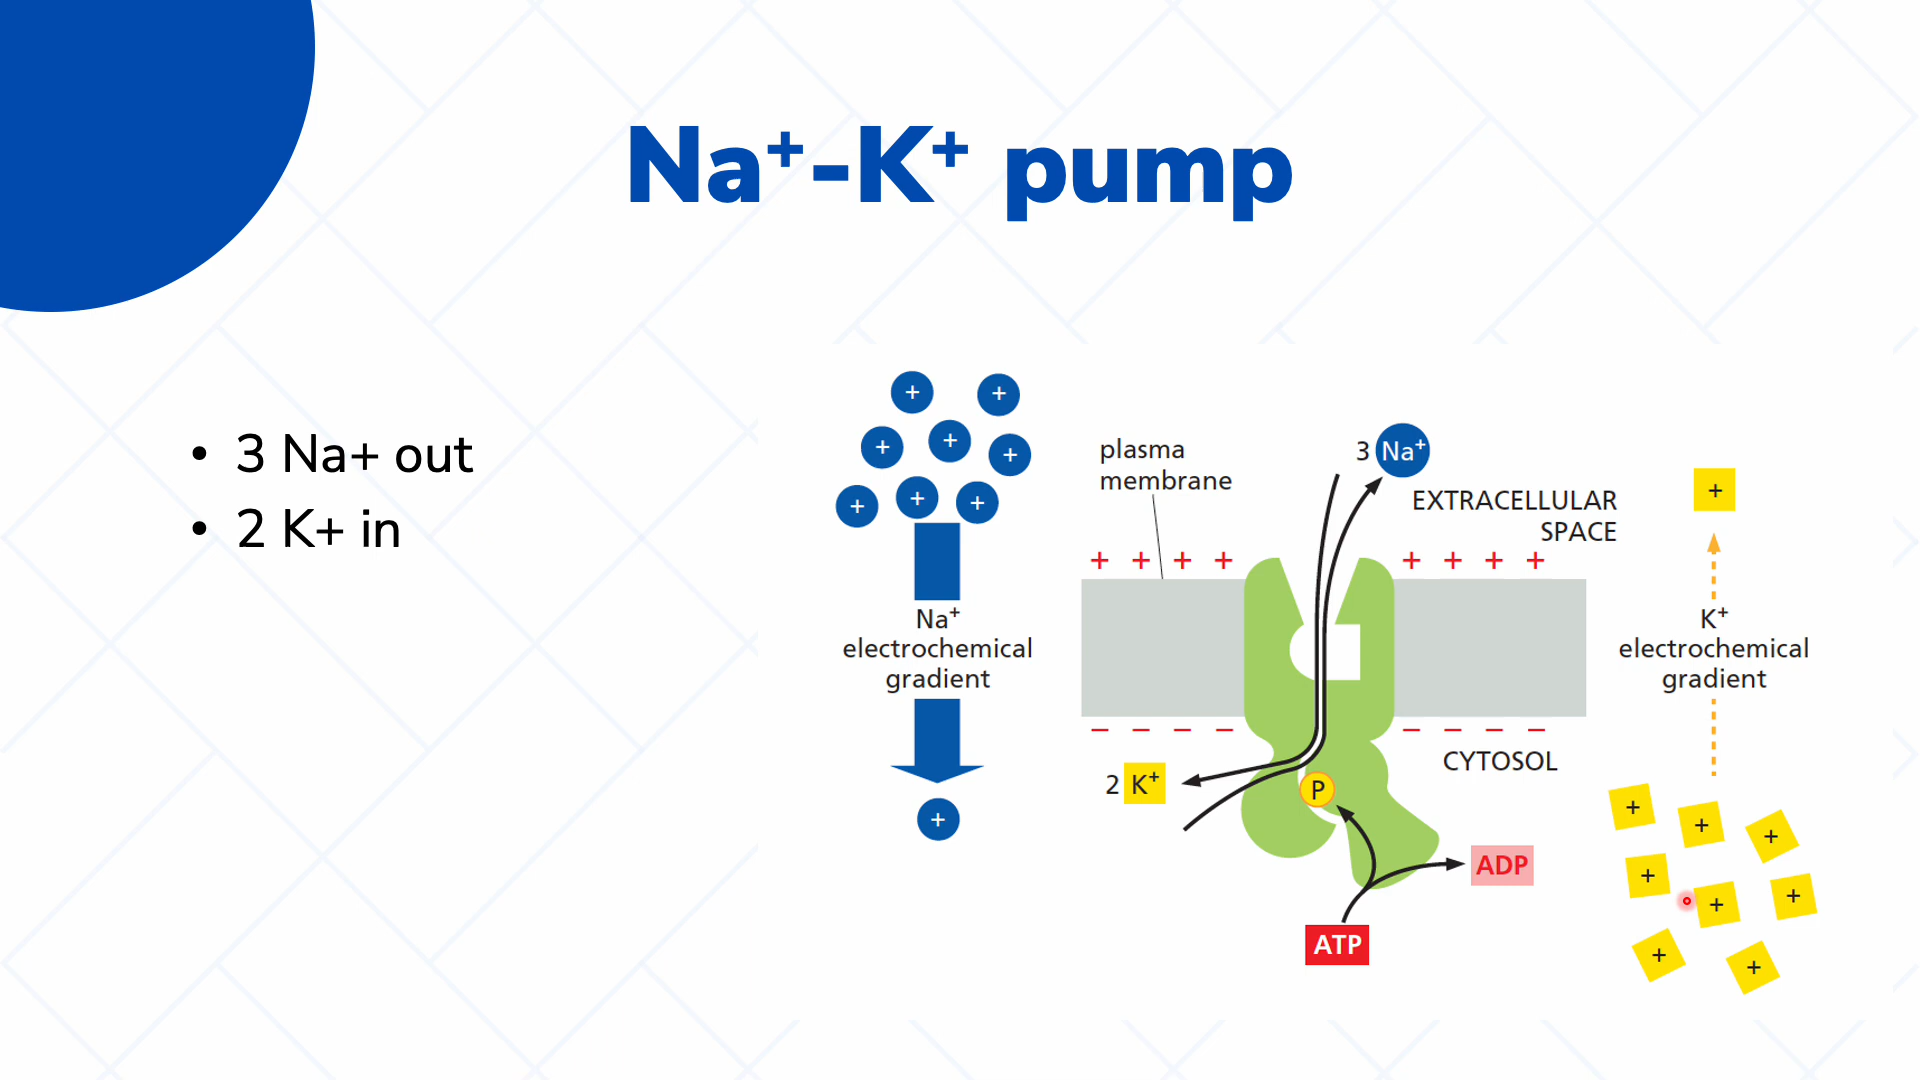 Na⁺-K⁺ pump
• 3 Na+ out
• 2 K+ in
+ +
+ + +
+ + +
Na⁺
electrochemical
gradient
+
plasma
membrane
3 Na⁺
EXTRACELLULAR
SPACE
+ + + + + + + +
− − − − − − − −
CYTOSOL
2 K⁺
P
ADP
ATP
+
K⁺
electrochemical
gradient
+ + +
+ + +
+ +